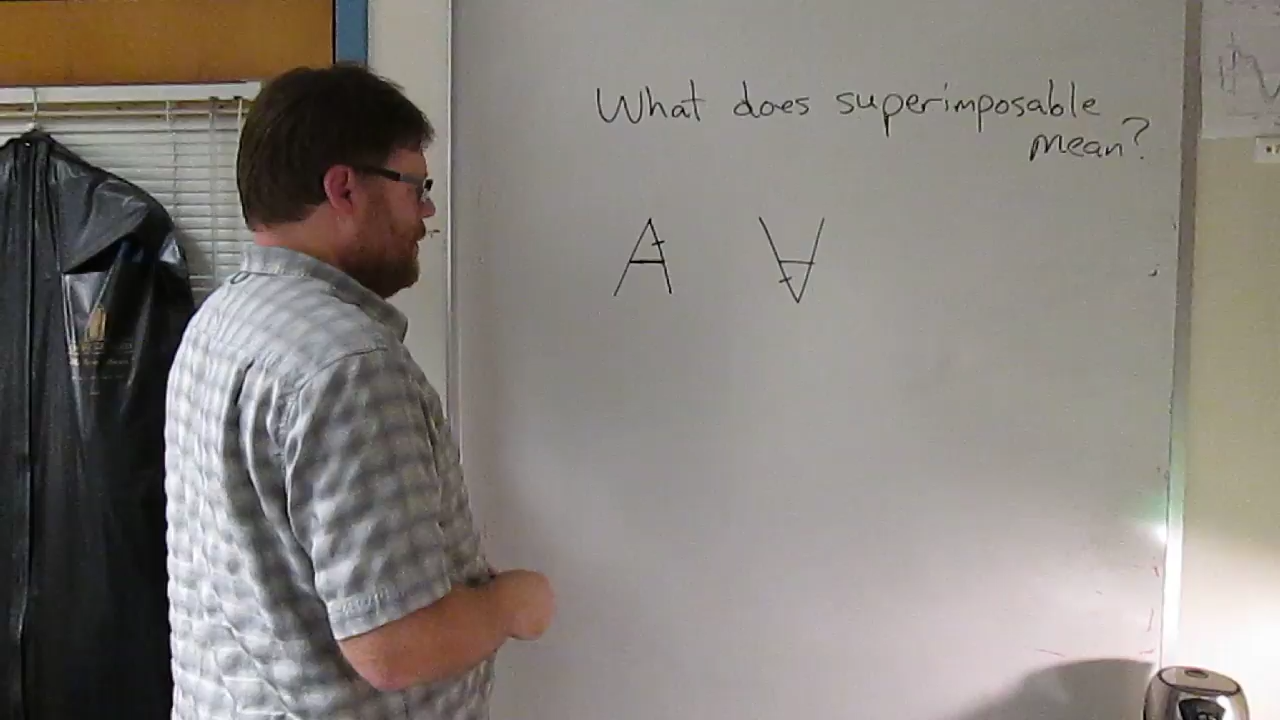 What does superimposable
mean?
A ∀